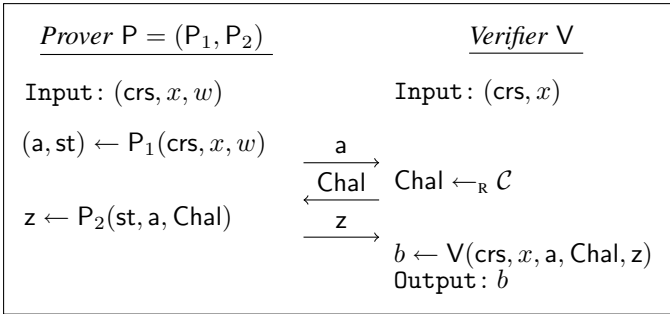 Prover P = (P₁, P₂)
Verifier V
Input: (crs, x, w)
Input: (crs, x)
(a, st) ← P₁(crs, x, w)
a
Chal
Chal ←ᵣ 𝒞
z ← P₂(st, a, Chal)
z
b ← V(crs, x, a, Chal, z)
Output: b